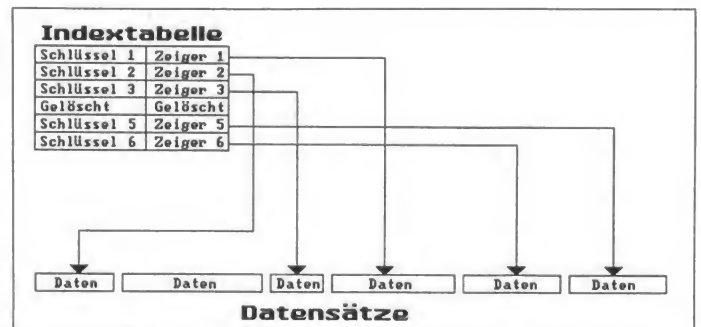 Indextabelle
Schlüssel 1 Zeiger 1
Schlüssel 2 Zeiger 2
Schlüssel 3 Zeiger 3
Gelöscht Gelöscht
Schlüssel 5 Zeiger 5
Schlüssel 6 Zeiger 6
Daten Daten Daten Daten Daten Daten
Datensätze